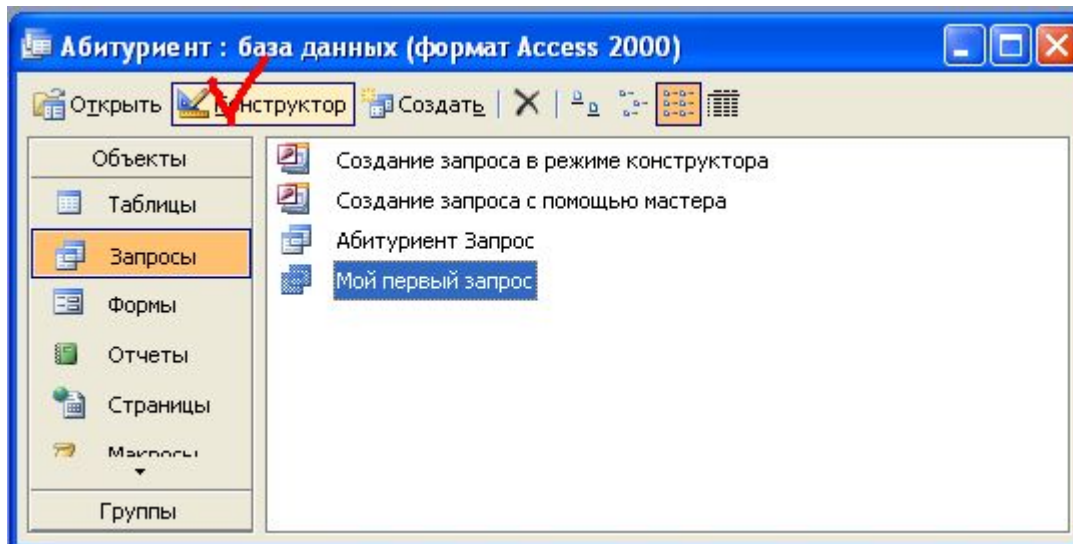 Абитуриент : база данных (формат Access 2000)
Открыть Конструктор Создать
Объекты
Таблицы
Запросы
Формы
Отчеты
Страницы
Макросы
Группы
Создание запроса в режиме конструктора
Создание запроса с помощью мастера
Абитуриент Запрос
Мой первый запрос